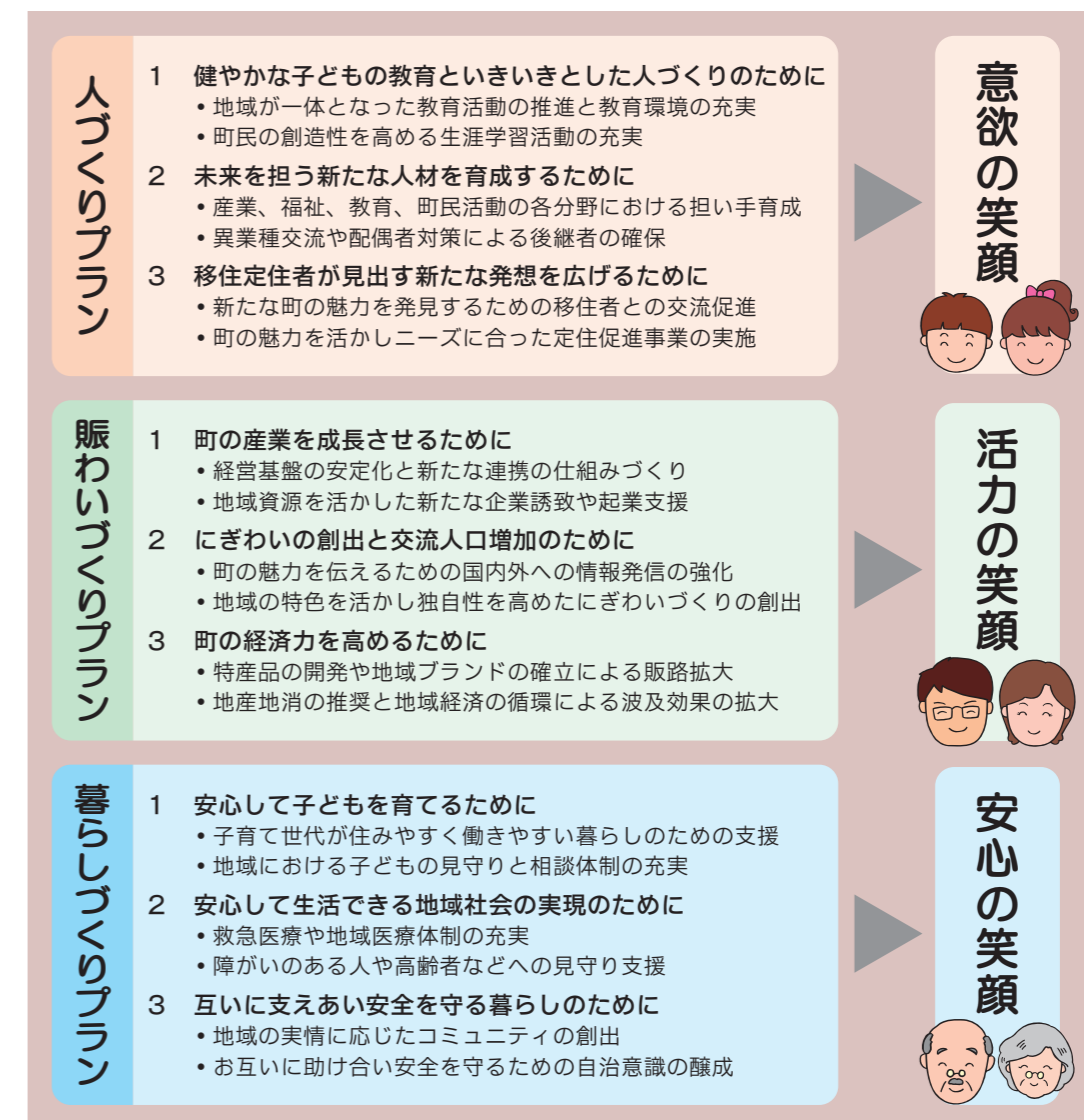 人づくりプラン
1 健やかな子どもの教育といきいきとした人づくりのために
•地域が一体となった教育活動の推進と教育環境の充実
•町民の創造性を高める生涯学習活動の充実
2 未来を担う新たな人材を育成するために
•産業、福祉、教育、町民活動の各分野における担い手育成
•異業種交流や配偶者対策による後継者の確保
3 移住定住者が見出す新たな発想を広げるために
•新たな町の魅力を発見するための移住者との交流促進
•町の魅力を活かしニーズに合った定住促進事業の実施
意欲の笑顔
賑わいづくりプラン
1 町の産業を成長させるために
•経営基盤の安定化と新たな連携の仕組みづくり
•地域資源を活かした新たな企業誘致や起業支援
2 にぎわいの創出と交流人口増加のために
•町の魅力を伝えるための国内外への情報発信の強化
•地域の特色を活かし独自性を高めたにぎわいづくりの創出
3 町の経済力を高めるために
•特産品の開発や地域ブランドの確立による販路拡大
•地産地消の推奨と地域経済の循環による波及効果の拡大
活力の笑顔
暮らしづくりプラン
1 安心して子どもを育てるために
•子育て世代が住みやすく働きやすい暮らしのための支援
•地域における子どもの見守りと相談体制の充実
2 安心して生活できる地域社会の実現のために
•救急医療や地域医療体制の充実
•障がいのある人や高齢者などへの見守り支援
3 互いに支えあい安全を守る暮らしのために
•地域の実情に応じたコミュニティの創出
•お互いに助け合い安全を守るための自治意識の醸成
安心の笑顔